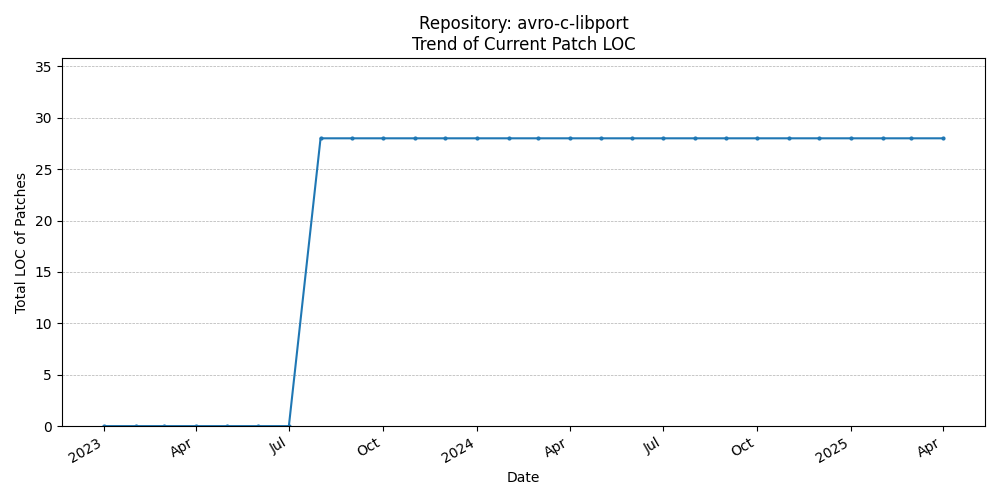 Repository: avro-c-libport
Trend of Current Patch LOC
Total LOC of Patches
35
30
25
20
15
10
5
0
2023
Apr
Jul
Oct
2024
Apr
Jul
Oct
2025
Apr
Date